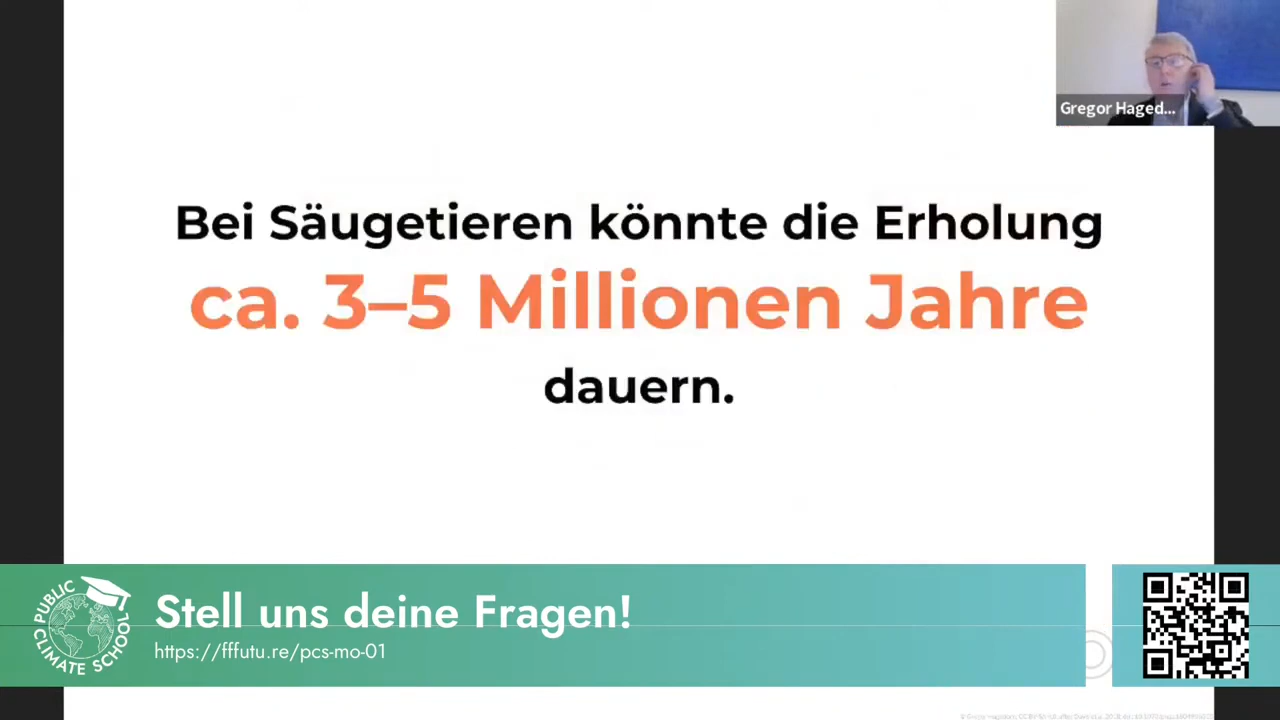 Gregor Haged...
Bei Säugetieren könnte die Erholung
ca. 3–5 Millionen Jahre
dauern.
PUBLIC
CLIMATE SCHOOL
Stell uns deine Fragen!
https://fffutu.re/pcs-mo-01